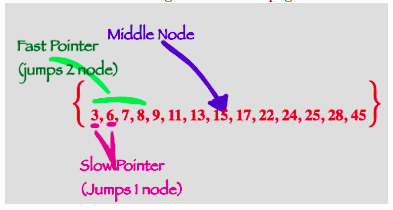 Middle Node
Fast Pointer
(jumps 2 node)
{ 3, 6, 7, 8, 9, 11, 13, 15, 17, 22, 24, 25, 28, 45 }
Slow Pointer
(Jumps 1 node)